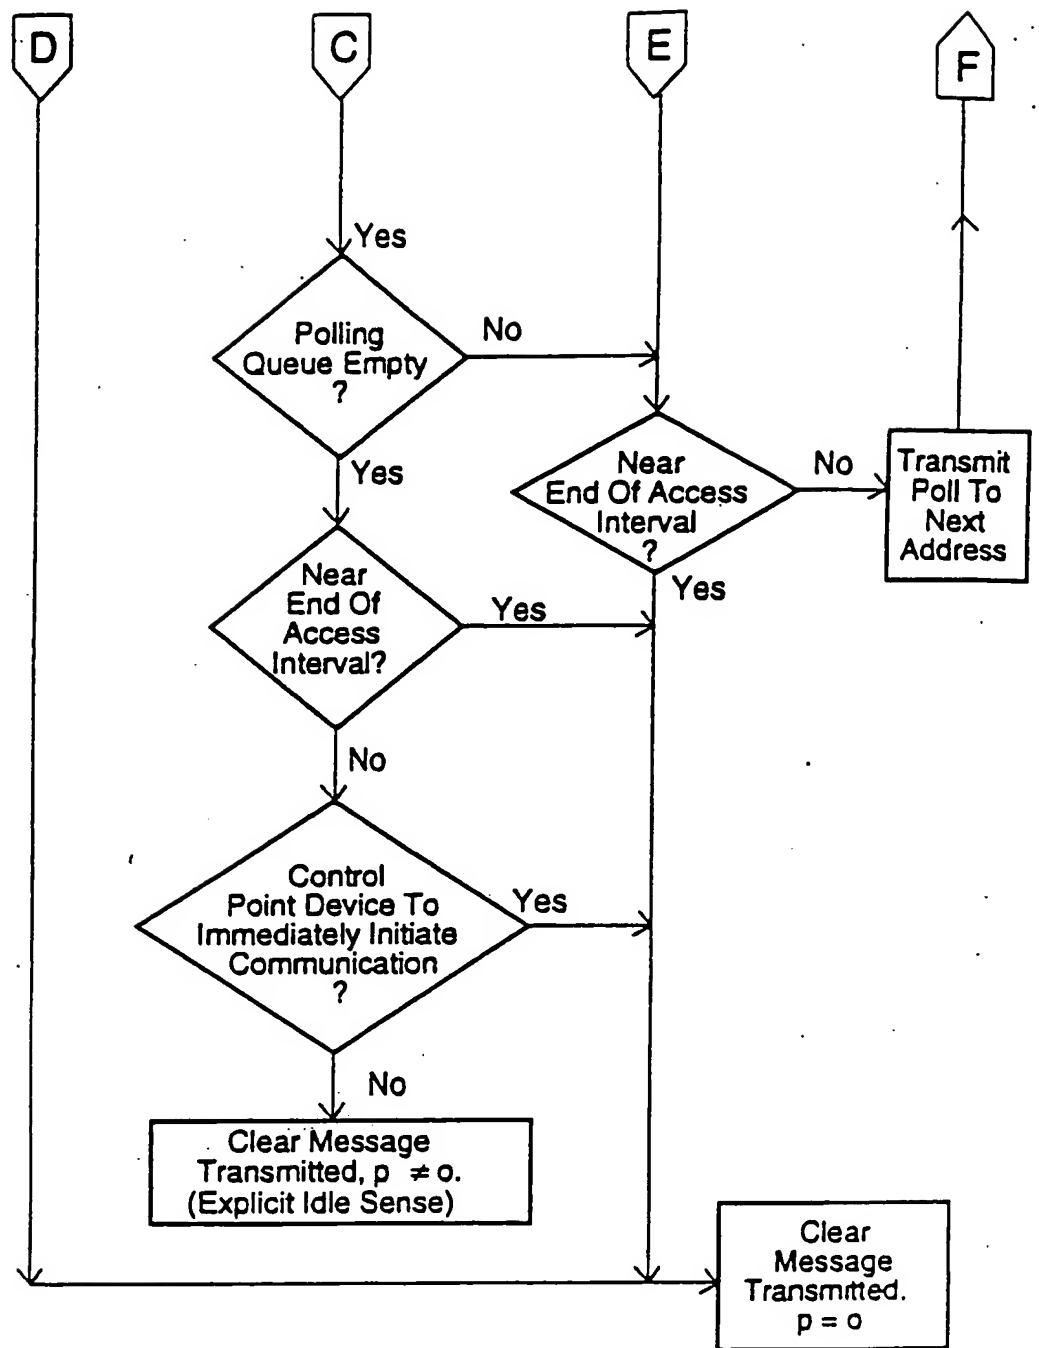 D
C
E
F
Yes
Polling
Queue Empty
?
No
Yes
Near
End Of Access
Interval
?
No
Transmit
Poll To
Next
Address
Yes
Near
End Of
Access
Interval?
Yes
No
Control
Point Device To
Immediately Initiate
Communication
?
Yes
No
Clear Message
Transmitted, p ≠ o.
(Explicit Idle Sense)
Clear
Message
Transmitted.
p = o